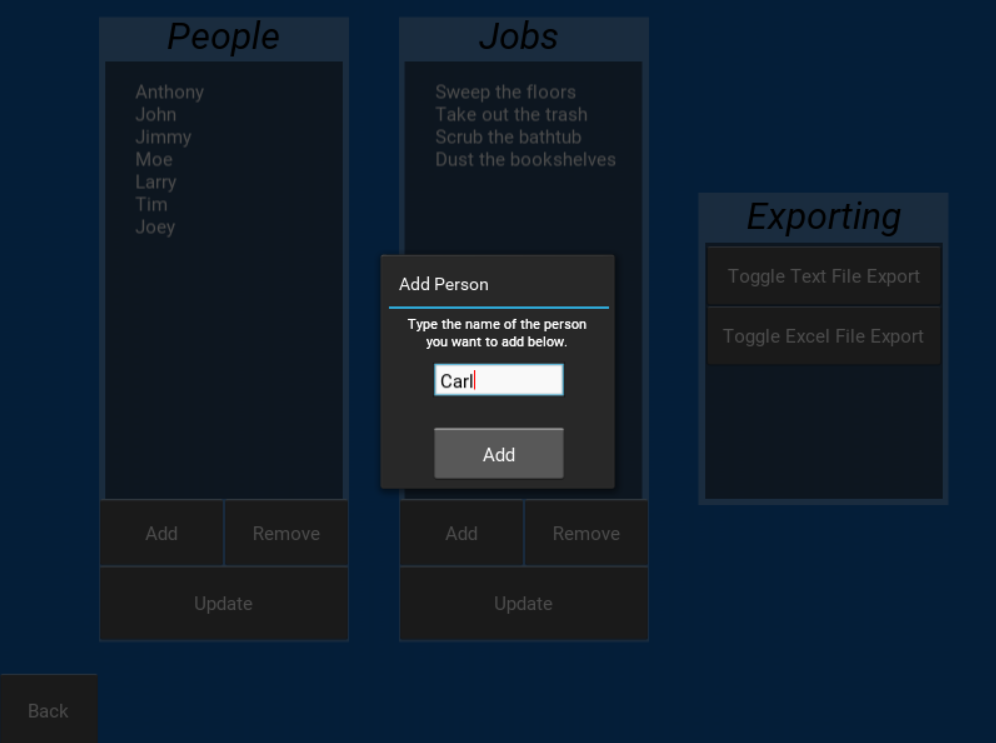 People
Anthony
John
Jimmy
Moe
Larry
Tim
Joey
Add
Remove
Update
Jobs
Sweep the floors
Take out the trash
Scrub the bathtub
Dust the bookshelves
Add
Remove
Update
Exporting
Toggle Text File Export
Toggle Excel File Export
Add Person
Type the name of the person
you want to add below.
Carl
Add
Back